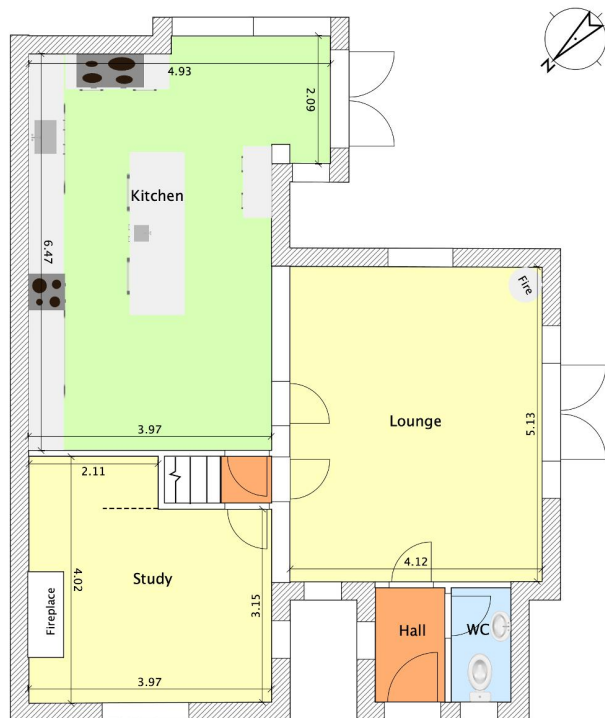 N
4.93
2.09
Kitchen
6.47
Fire
3.97
Lounge
5.13
2.11
4.12
4.02
Study
3.15
Fireplace
Hall
WC
3.97